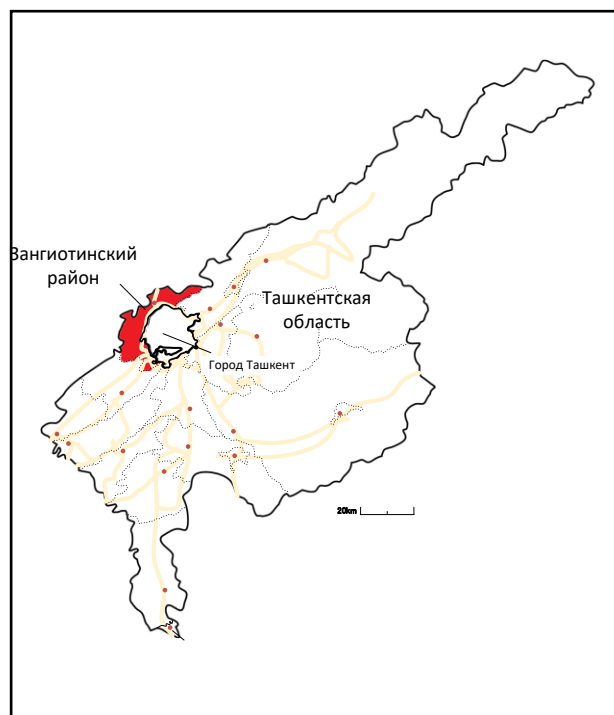 Зангиотинский
район
Ташкентская
область
Город Ташкент
20km